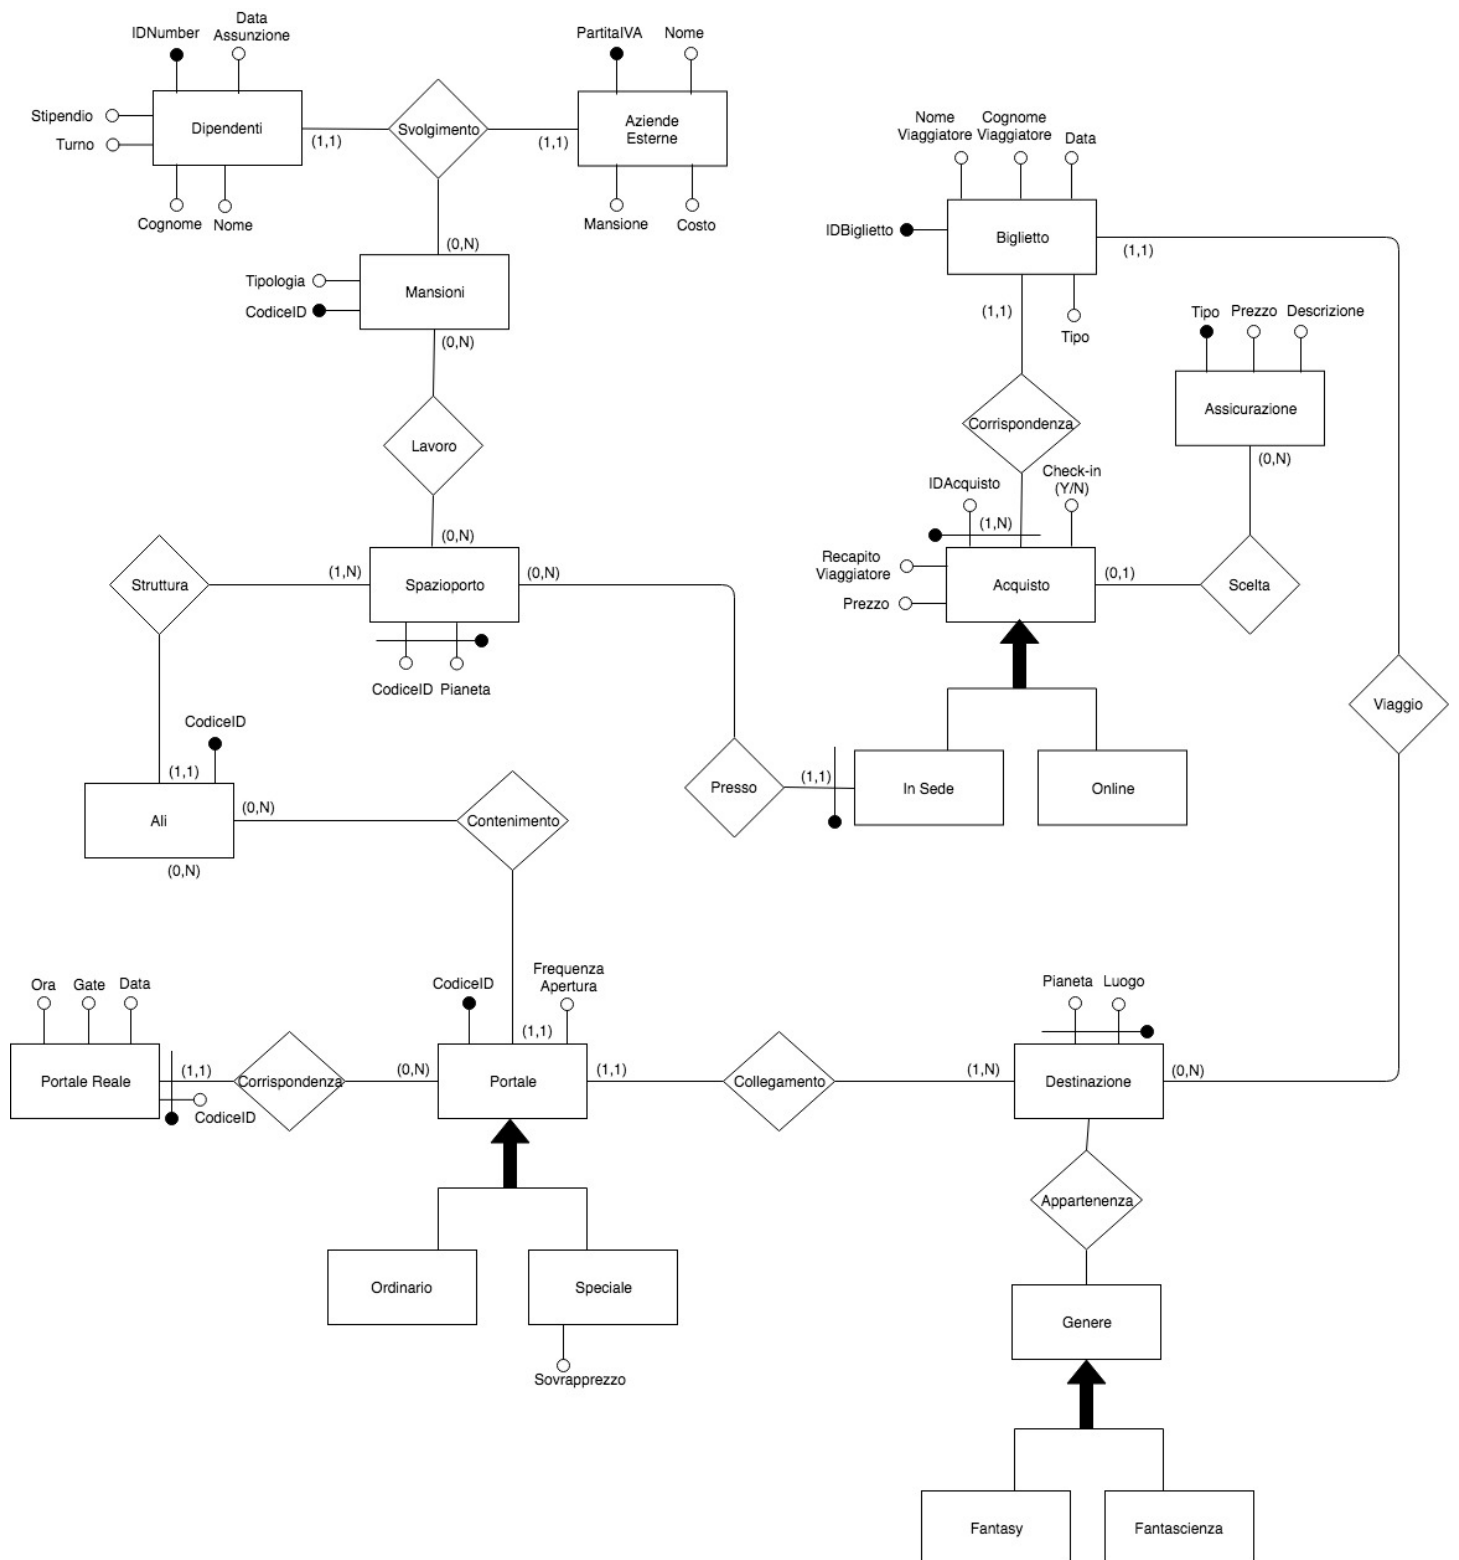 IDNumber
Data
Assunzione
Stipendio
Turno
Dipendenti
(1,1)
Cognome
Nome
Svolgimento
PartitaIVA
Nome
(1,1)
Aziende
Esterne
Mansione
Costo
(0,N)
Tipologia
CodiceID
Mansioni
(0,N)
Lavoro
(0,N)
Nome
Viaggiatore
Cognome
Viaggiatore
Data
IDBiglietto
Biglietto
(1,1)
(1,1)
Tipo
Tipo
Prezzo
Descrizione
Assicurazione
(0,N)
Corrispondenza
IDAcquisto
Check-in
(Y/N)
(1,N)
Recapito
Viaggiatore
Prezzo
Acquisto
(0,1)
Scelta
Struttura
(1,N)
Spazioporto
(0,N)
CodiceID
Pianeta
Viaggio
Presso
(1,1)
In Sede
Online
CodiceID
(1,1)
Ali
(0,N)
(0,N)
Contenimento
Ora
Gate
Data
Portale Reale
(1,1)
CodiceID
Corrispondenza
(0,N)
CodiceID
Frequenza
Apertura
(1,1)
Portale
(1,1)
Collegamento
(1,N)
Pianeta
Luogo
Destinazione
(0,N)
Appartenenza
Ordinario
Speciale
Sovrapprezzo
Genere
Fantasy
Fantascienza